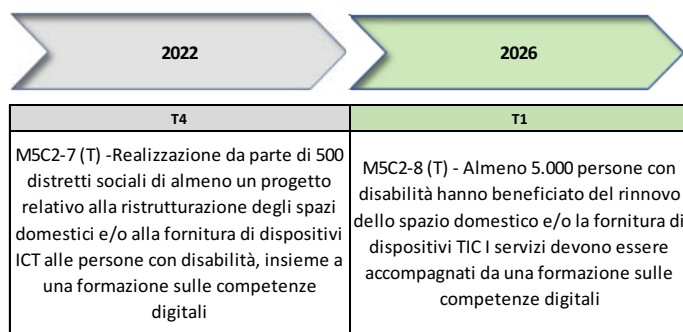 2022
2026
T4
T1
M5C2-7 (T) -Realizzazione da parte di 500
distretti sociali di almeno un progetto
relativo alla ristrutturazione degli spazi
domestici e/o alla fornitura di dispositivi
ICT alle persone con disabilità, insieme a
una formazione sulle competenze
digitali
M5C2-8 (T) - Almeno 5.000 persone con
disabilità hanno beneficiato del rinnovo
dello spazio domestico e/o la fornitura di
dispositivi TIC I servizi devono essere
accompagnati da una formazione sulle
competenze digitali